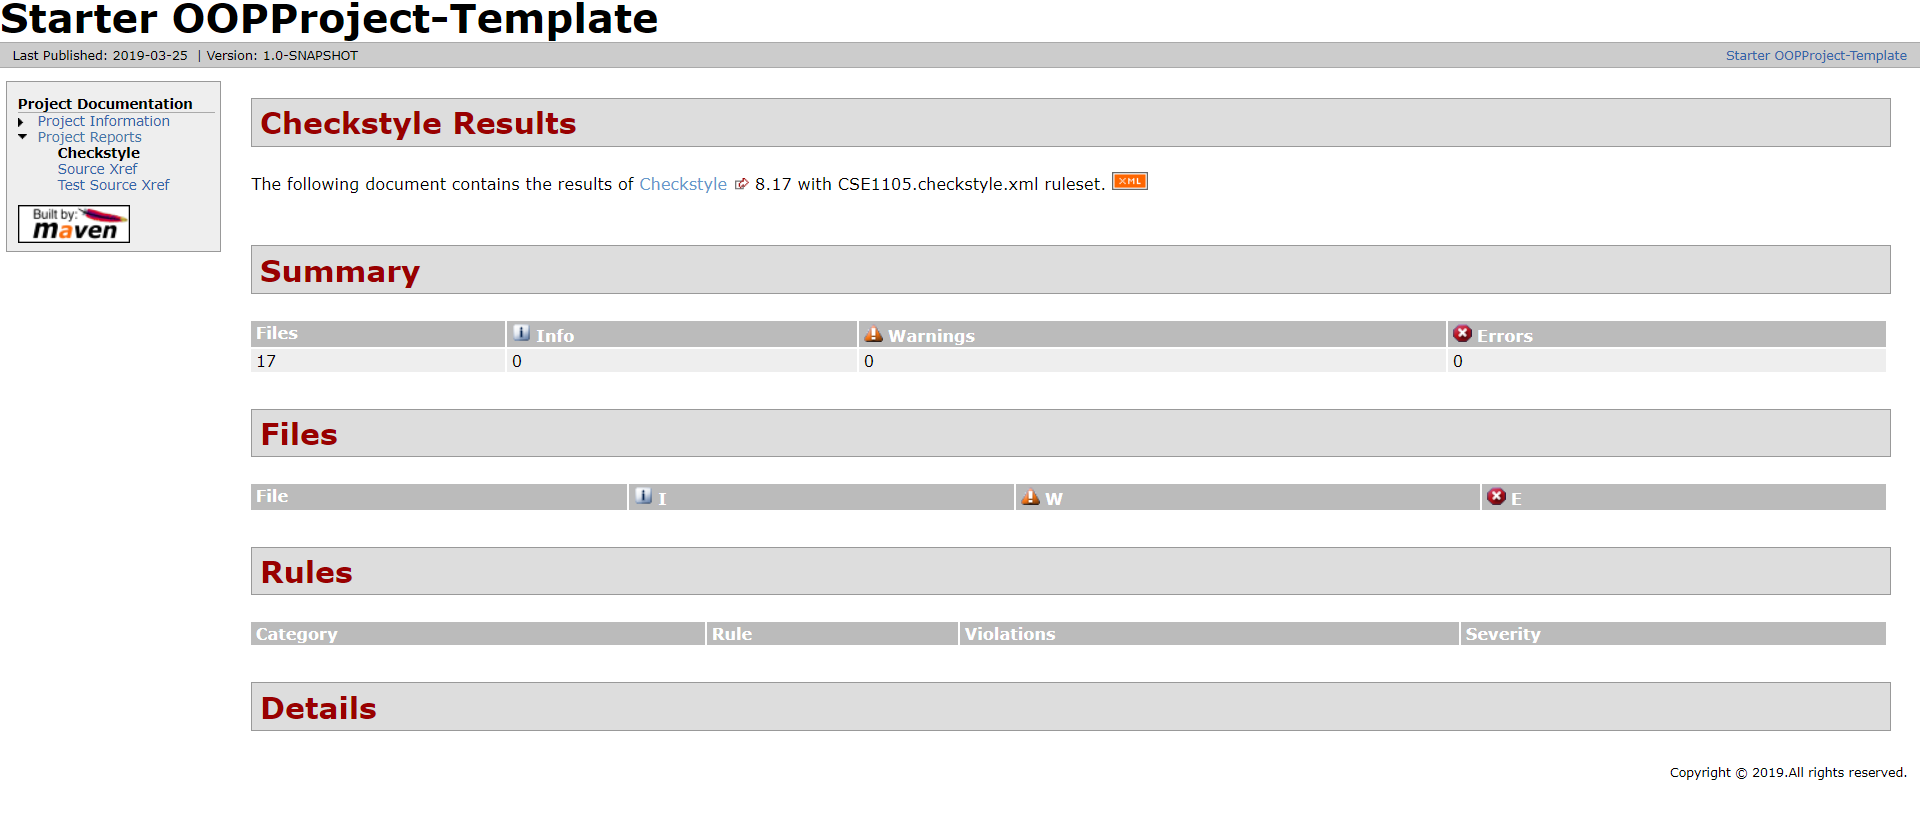 Starter OOPProject-Template
Last Published: 2019-03-25 | Version: 1.0-SNAPSHOT
Starter OOPProject-Template
Project Documentation
Project Information
Project Reports
Checkstyle
Source Xref
Test Source Xref
Built by:
maven
Checkstyle Results
The following document contains the results of Checkstyle 8.17 with CSE1105.checkstyle.xml ruleset. XML
Summary
Files Info Warnings Errors
17 0 0 0
Files
File I W E
Rules
Category Rule Violations Severity
Details
Copyright © 2019.All rights reserved.